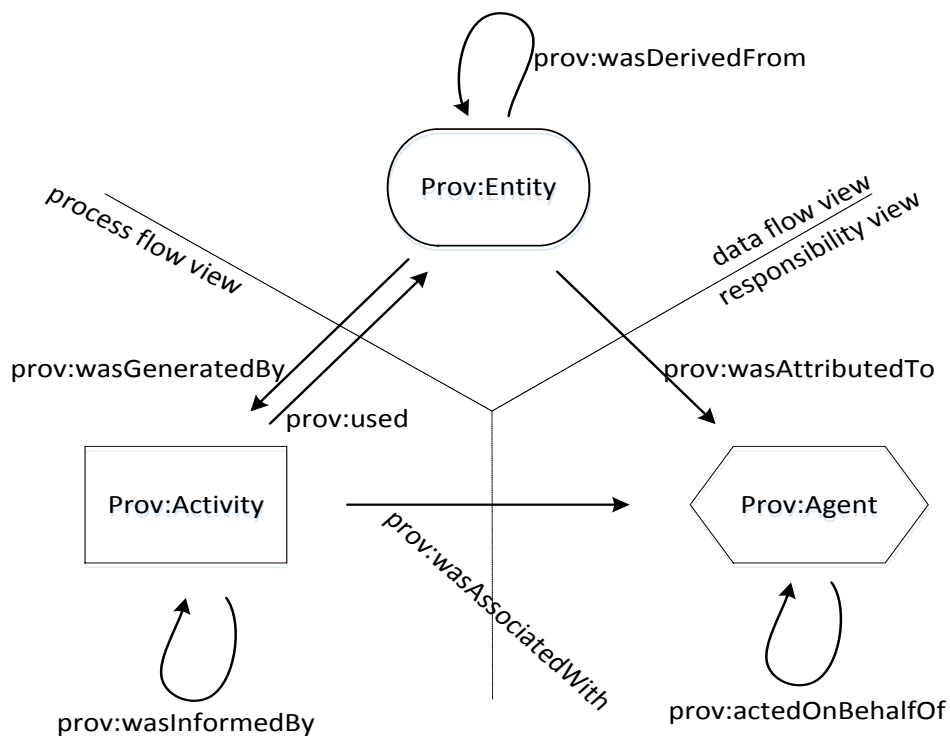 prov:wasDerivedFrom
Prov:Entity
process flow view
data flow view
responsibility view
prov:wasGeneratedBy
prov:used
prov:wasAttributedTo
Prov:Activity
Prov:Agent
prov:wasAssociatedWith
prov:wasInformedBy
prov:actedOnBehalfOf